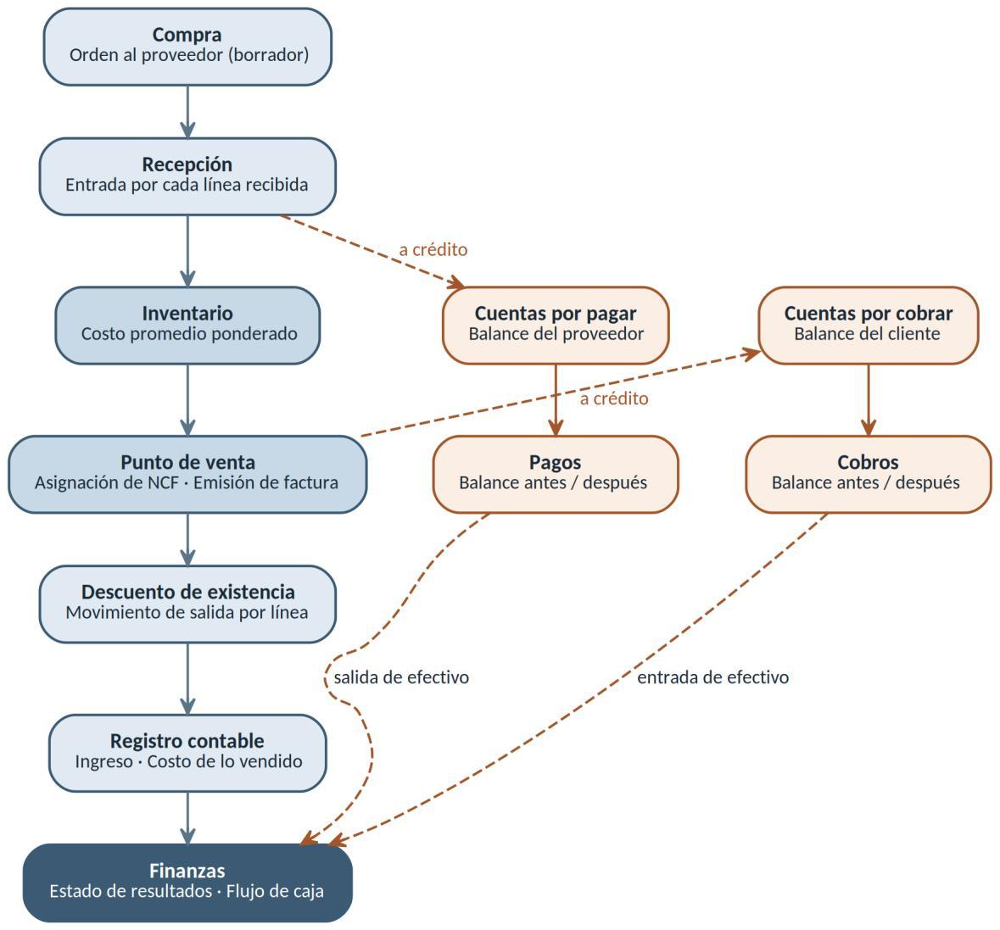 Compra
Orden al proveedor (borrador)
Recepción
Entrada por cada línea recibida
a crédito
Inventario
Costo promedio ponderado
Cuentas por pagar
Balance del proveedor
Cuentas por cobrar
Balance del cliente
a crédito
Punto de venta
Asignación de NCF · Emisión de factura
Pagos
Balance antes / después
Cobros
Balance antes / después
Descuento de existencia
Movimiento de salida por línea
salida de efectivo
entrada de efectivo
Registro contable
Ingreso · Costo de lo vendido
Finanzas
Estado de resultados · Flujo de caja